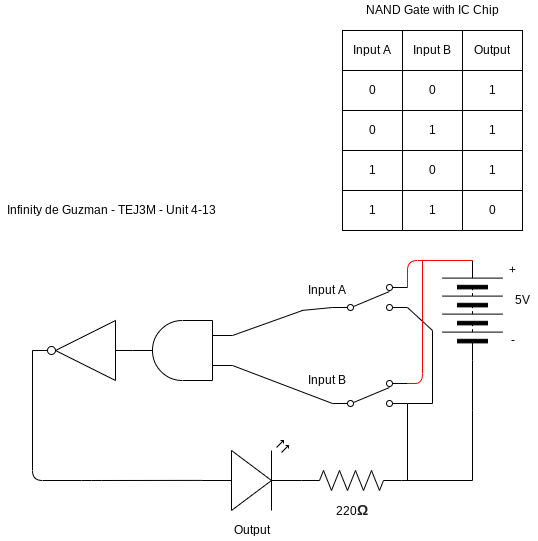 NAND Gate with IC Chip
Input A Input B Output
0 0 1
0 1 1
1 0 1
1 1 0
Infinity de Guzman - TEJ3M - Unit 4-13
Input A
+
5V
-
Input B
220Ω
Output